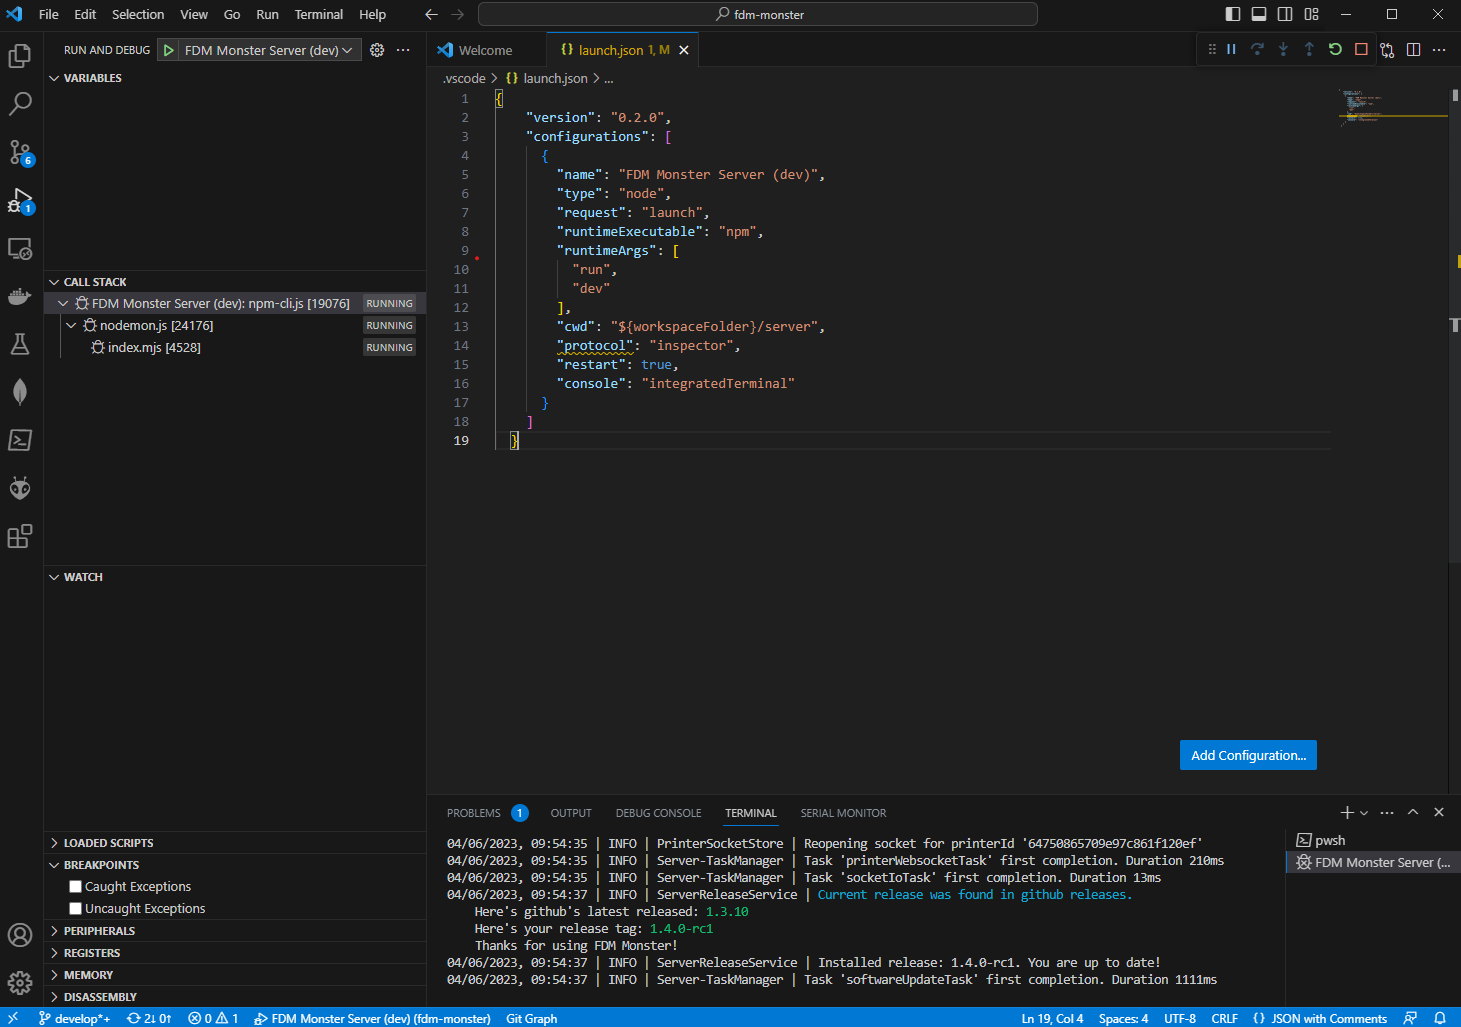 File Edit Selection View Go Run Terminal Help
fdm-monster
RUN AND DEBUG
FDM Monster Server (dev)
VARIABLES
CALL STACK
FDM Monster Server (dev): npm-cli.js [19076] RUNNING
nodemon.js [24176] RUNNING
index.mjs [4528] RUNNING
WATCH
LOADED SCRIPTS
BREAKPOINTS
Caught Exceptions
Uncaught Exceptions
PERIPHERALS
REGISTERS
MEMORY
DISASSEMBLY
6
1
Welcome
{} launch.json 1, M
.vscode > {} launch.json > ...
1 {
2 "version": "0.2.0",
3 "configurations": [
4 {
5 "name": "FDM Monster Server (dev)",
6 "type": "node",
7 "request": "launch",
8 "runtimeExecutable": "npm",
9 "runtimeArgs": [
10 "run",
11 "dev"
12 ],
13 "cwd": "${workspaceFolder}/server",
14 "protocol": "inspector",
15 "restart": true,
16 "console": "integratedTerminal"
17 }
18 ]
19 }
Add Configuration...
PROBLEMS 1 OUTPUT DEBUG CONSOLE TERMINAL SERIAL MONITOR
04/06/2023, 09:54:35 | INFO | PrinterSocketStore | Reopening socket for printerId '64750865709e97c861f120ef'
04/06/2023, 09:54:35 | INFO | Server-TaskManager | Task 'printerWebsocketTask' first completion. Duration 210ms
04/06/2023, 09:54:35 | INFO | Server-TaskManager | Task 'socketIoTask' first completion. Duration 13ms
04/06/2023, 09:54:37 | INFO | ServerReleaseService | Current release was found in github releases.
Here's github's latest released: 1.3.10
Here's your release tag: 1.4.0-rc1
Thanks for using FDM Monster!
04/06/2023, 09:54:37 | INFO | ServerReleaseService | Installed release: 1.4.0-rc1. You are up to date!
04/06/2023, 09:54:37 | INFO | Server-TaskManager | Task 'softwareUpdateTask' first completion. Duration 1111ms
pwsh
FDM Monster Server (...
develop*+ 2↓ 0↑ 0 1 FDM Monster Server (dev) (fdm-monster) Git Graph Ln 19, Col 4 Spaces: 4 UTF-8 CRLF {} JSON with Comments